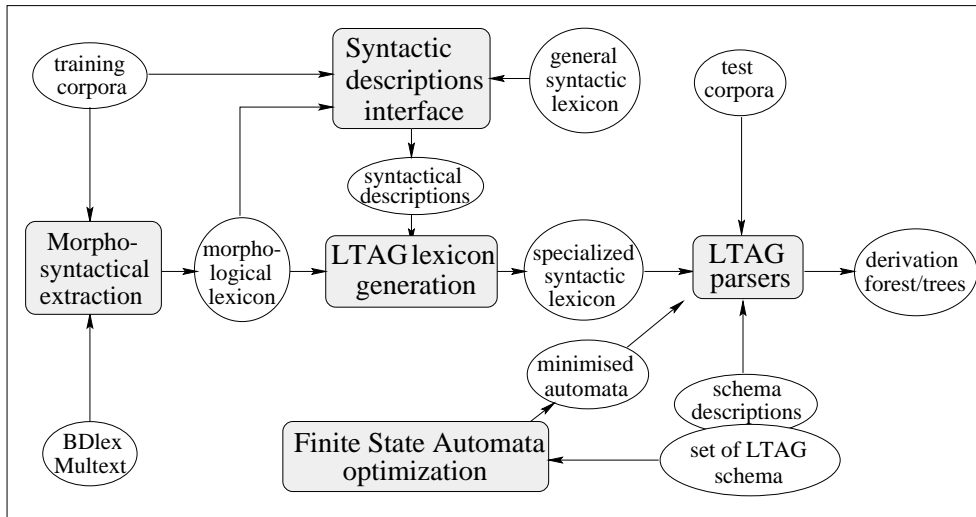 training
corpora
Syntactic
descriptions
interface
general
syntactic
lexicon
test
corpora
syntactical
descriptions
Morpho-
syntactical
extraction
morpho-
logical
lexicon
LTAG lexicon
generation
specialized
syntactic
lexicon
LTAG
parsers
derivation
forest/trees
minimised
automata
schema
descriptions
BDlex
Multext
Finite State Automata
optimization
set of LTAG
schema